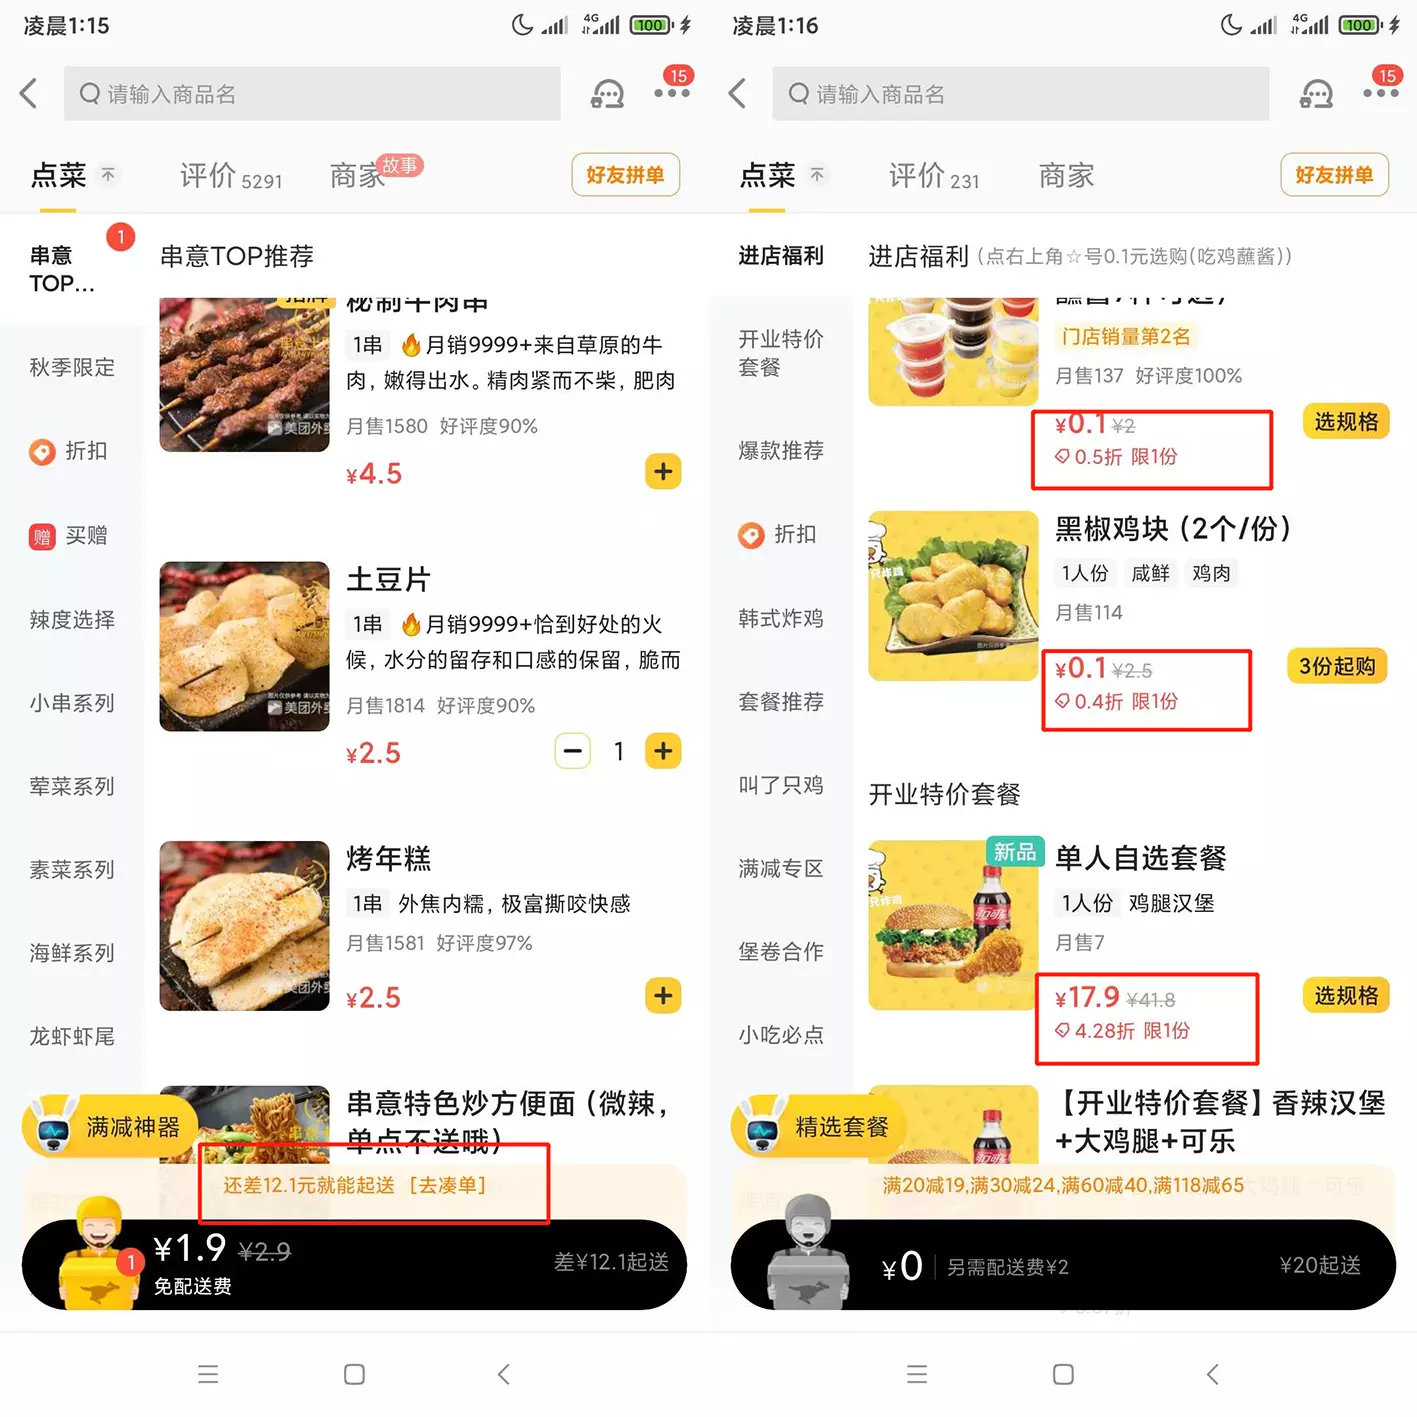 凌晨1:15
4G
100
请输入商品名
15
点菜
评价 5291
商家
故事
好友拼单
串意
TOP...
1
秋季限定
折扣
赠
买赠
辣度选择
小串系列
荤菜系列
素菜系列
海鲜系列
龙虾虾尾
串意TOP推荐
招牌
秘制牛肉串
1串 月销9999+来自草原的牛
肉，嫩得出水。精肉紧而不柴，肥肉
月售1580 好评度90%
¥4.5
美团外卖
土豆片
1串 月销9999+恰到好处的火
候，水分的留存和口感的保留，脆而
月售1814 好评度90%
¥2.5
1
美团外卖
烤年糕
1串 外焦内糯，极富撕咬快感
月售1581 好评度97%
¥2.5
串意特色炒方便面（微辣，
单点不送哦）
满减神器
还差12.1元就能起送 [去凑单]
1
¥1.9 ¥2.9
免配送费
差¥12.1起送
凌晨1:16
4G
100
请输入商品名
15
点菜
评价 231
商家
好友拼单
进店福利
开业特价
套餐
爆款推荐
折扣
韩式炸鸡
套餐推荐
叫了只鸡
满减专区
堡卷合作
小吃必点
进店福利 (点右上角☆号0.1元选购(吃鸡蘸酱))
门店销量第2名
月售137 好评度100%
¥0.1 ¥2
0.5折 限1份
选规格
黑椒鸡块（2个/份）
1人份 咸鲜 鸡肉
月售114
¥0.1 ¥2.5
0.4折 限1份
3份起购
开业特价套餐
新品
单人自选套餐
1人份 鸡腿汉堡
月售7
¥17.9 ¥41.8
4.28折 限1份
选规格
【开业特价套餐】香辣汉堡
+大鸡腿+可乐
精选套餐
满20减19,满30减24,满60减40,满118减65
¥0 另需配送费¥2
¥20起送